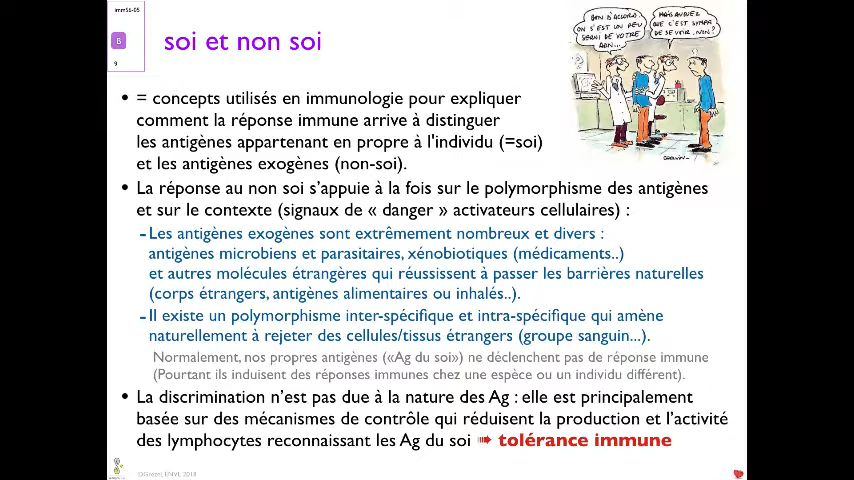 imm56-05
B
9
soi et non soi
BON D'ACCORD.
ON S'EST UN PEU
SERVI DE VOTRE
ADN...
MAIS AVOUEZ
QUE C'EST SYMPA
DE SE VOIR, NON?
• = concepts utilisés en immunologie pour expliquer
comment la réponse immune arrive à distinguer
les antigènes appartenant en propre à l'individu (=soi)
et les antigènes exogènes (non-soi).
• La réponse au non soi s'appuie à la fois sur le polymorphisme des antigènes
et sur le contexte (signaux de « danger » activateurs cellulaires) :
- Les antigènes exogènes sont extrêmement nombreux et divers :
antigènes microbiens et parasitaires, xénobiotiques (médicaments..)
et autres molécules étrangères qui réussissent à passer les barrières naturelles
(corps étrangers, antigènes alimentaires ou inhalés..).
- Il existe un polymorphisme inter-spécifique et intra-spécifique qui amène
naturellement à rejeter des cellules/tissus étrangers (groupe sanguin...).
Normalement, nos propres antigènes («Ag du soi») ne déclenchent pas de réponse immune
(Pourtant ils induisent des réponses immunes chez une espèce ou un individu différent).
• La discrimination n'est pas due à la nature des Ag : elle est principalement
basée sur des mécanismes de contrôle qui réduisent la production et l'activité
des lymphocytes reconnaissant les Ag du soi ➠ tolérance immune